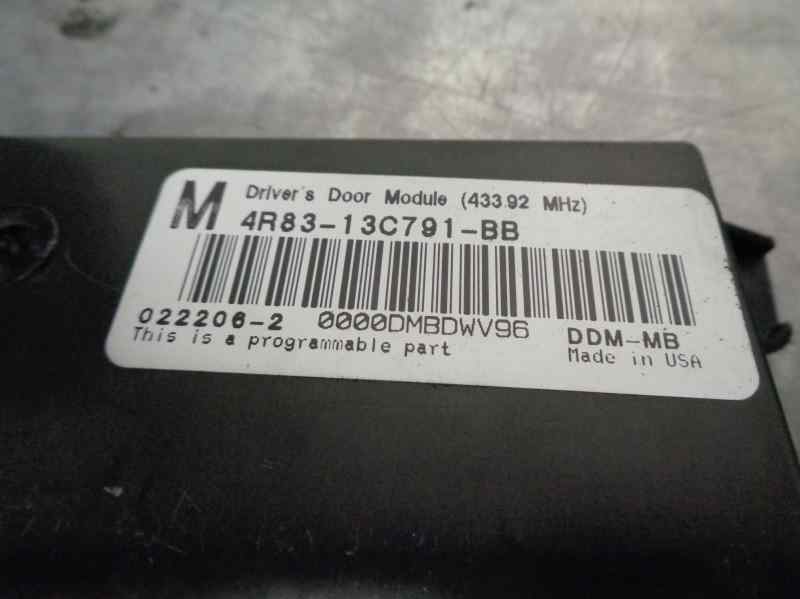 M Driver's Door Module (433.92 MHz)
4R83-13C791-BB
022206-2 0000DMBDWV96 DDM-MB
This is a programmable part Made in USA